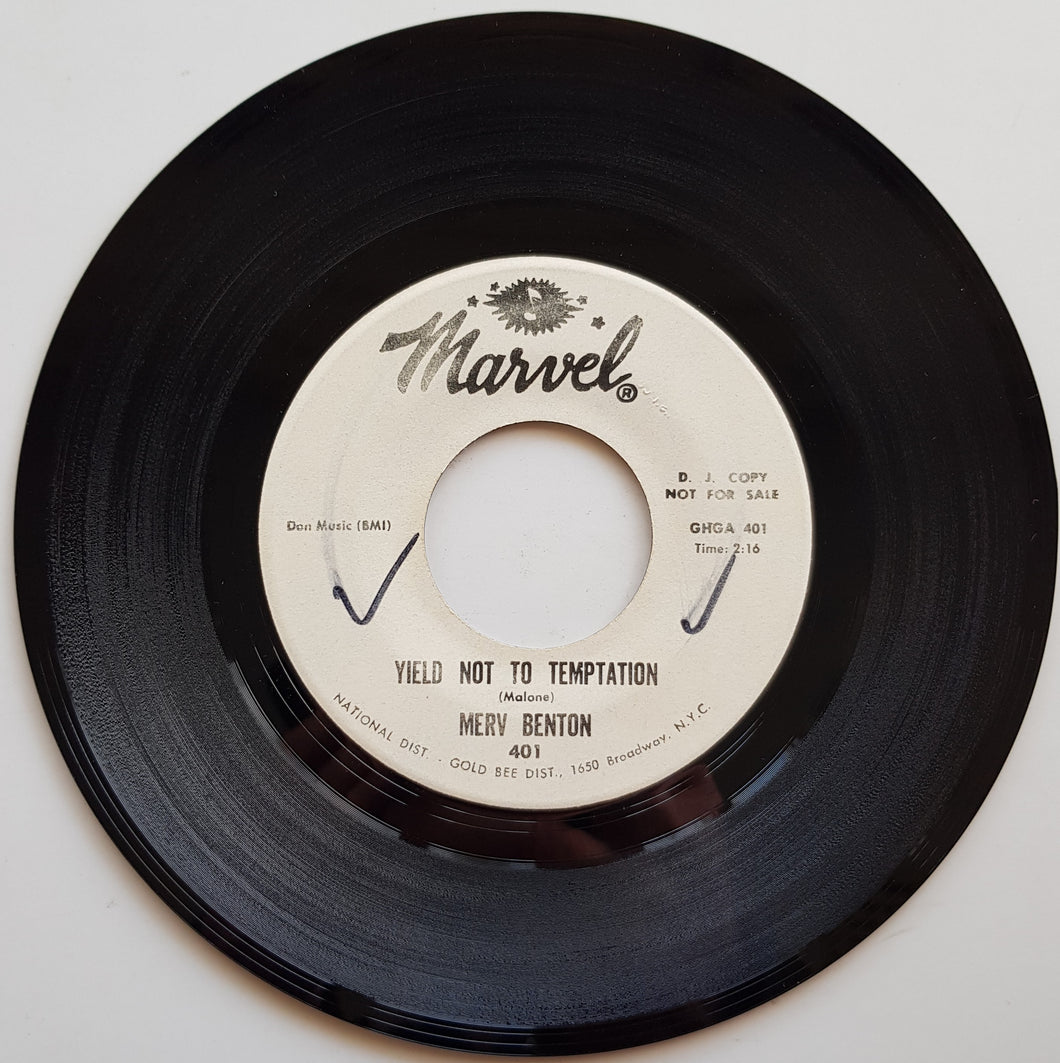 Marvel®
D. J. COPY
NOT FOR SALE
Don Music (BMI)
GHGA 401
Time: 2:16
YIELD NOT TO TEMPTATION
(Malone)
MERV BENTON
401
NATIONAL DIST. - GOLD BEE DIST., 1650 Broadway, N.Y.C.